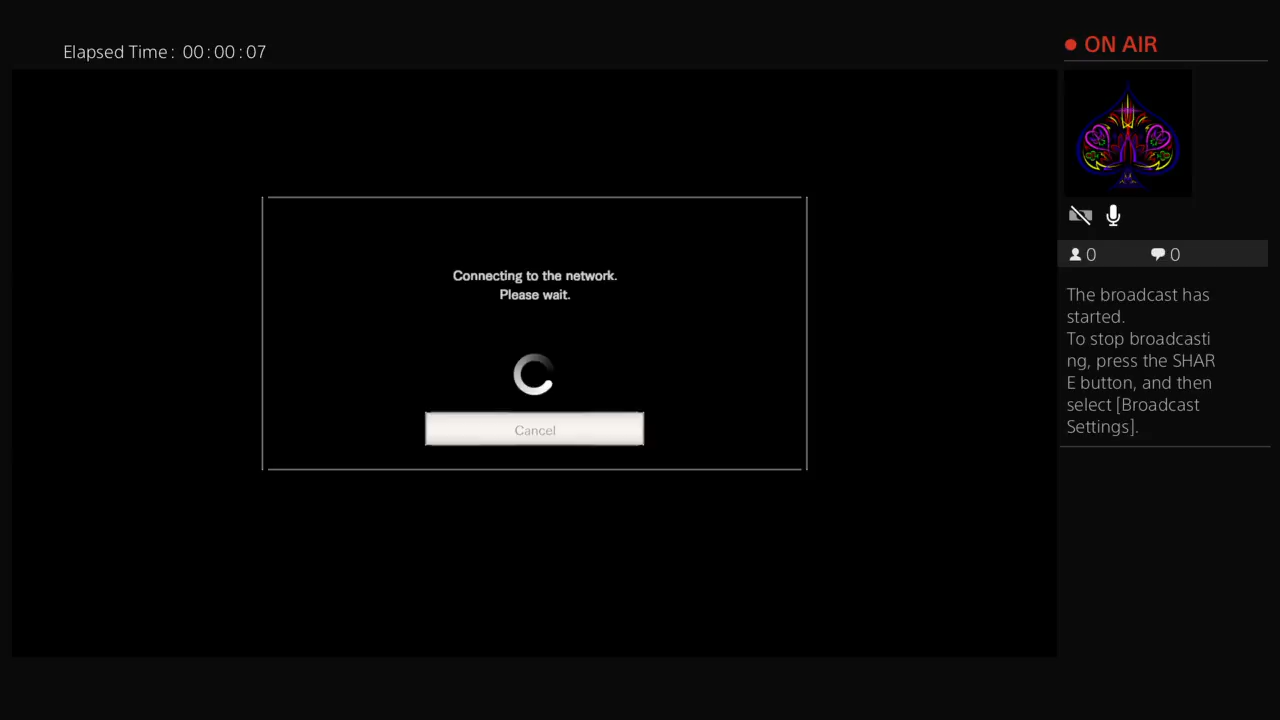 Elapsed Time: 00:00:07
ON AIR
Connecting to the network.
Please wait.
Cancel
0 0
The broadcast has
started.
To stop broadcasti
ng, press the SHAR
E button, and then
select [Broadcast
Settings].